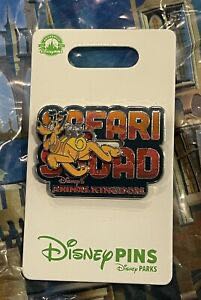 SAFARI
SQUAD
Disney's
ANIMAL KINGDOM
Disney PINS
Disney PARKS